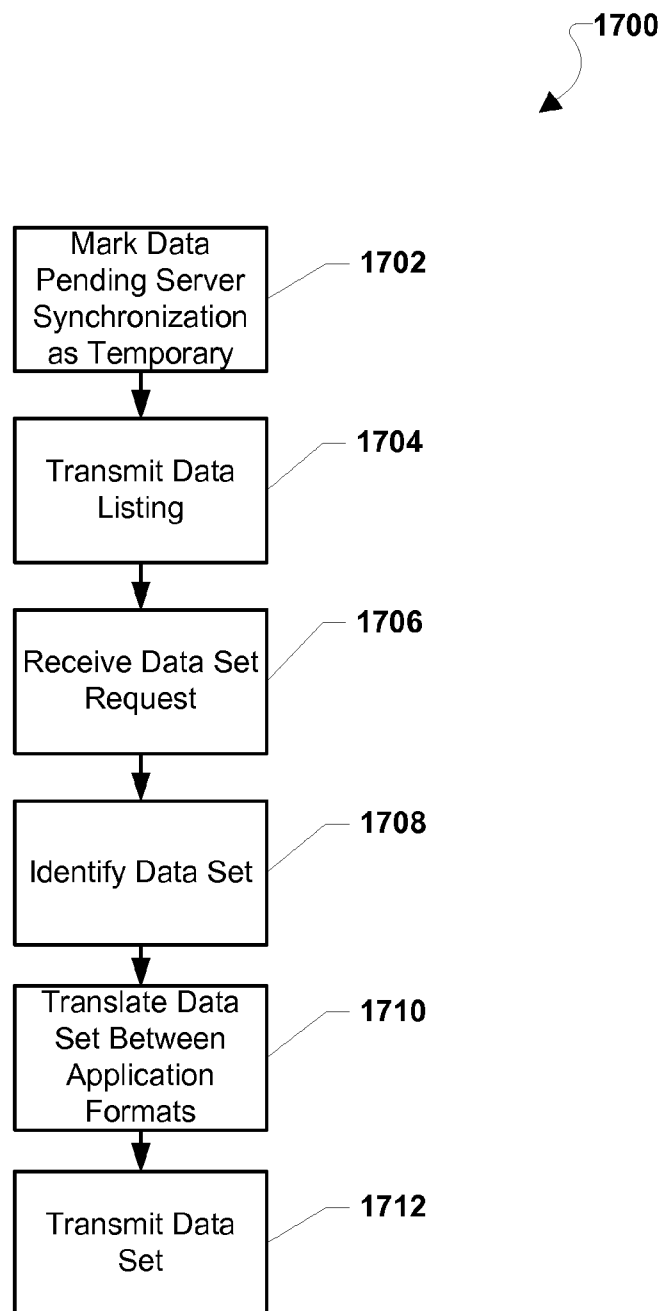 1700
Mark Data
Pending Server
Synchronization
as Temporary
1702
Transmit Data
Listing
1704
Receive Data Set
Request
1706
Identify Data Set
1708
Translate Data
Set Between
Application
Formats
1710
Transmit Data
Set
1712